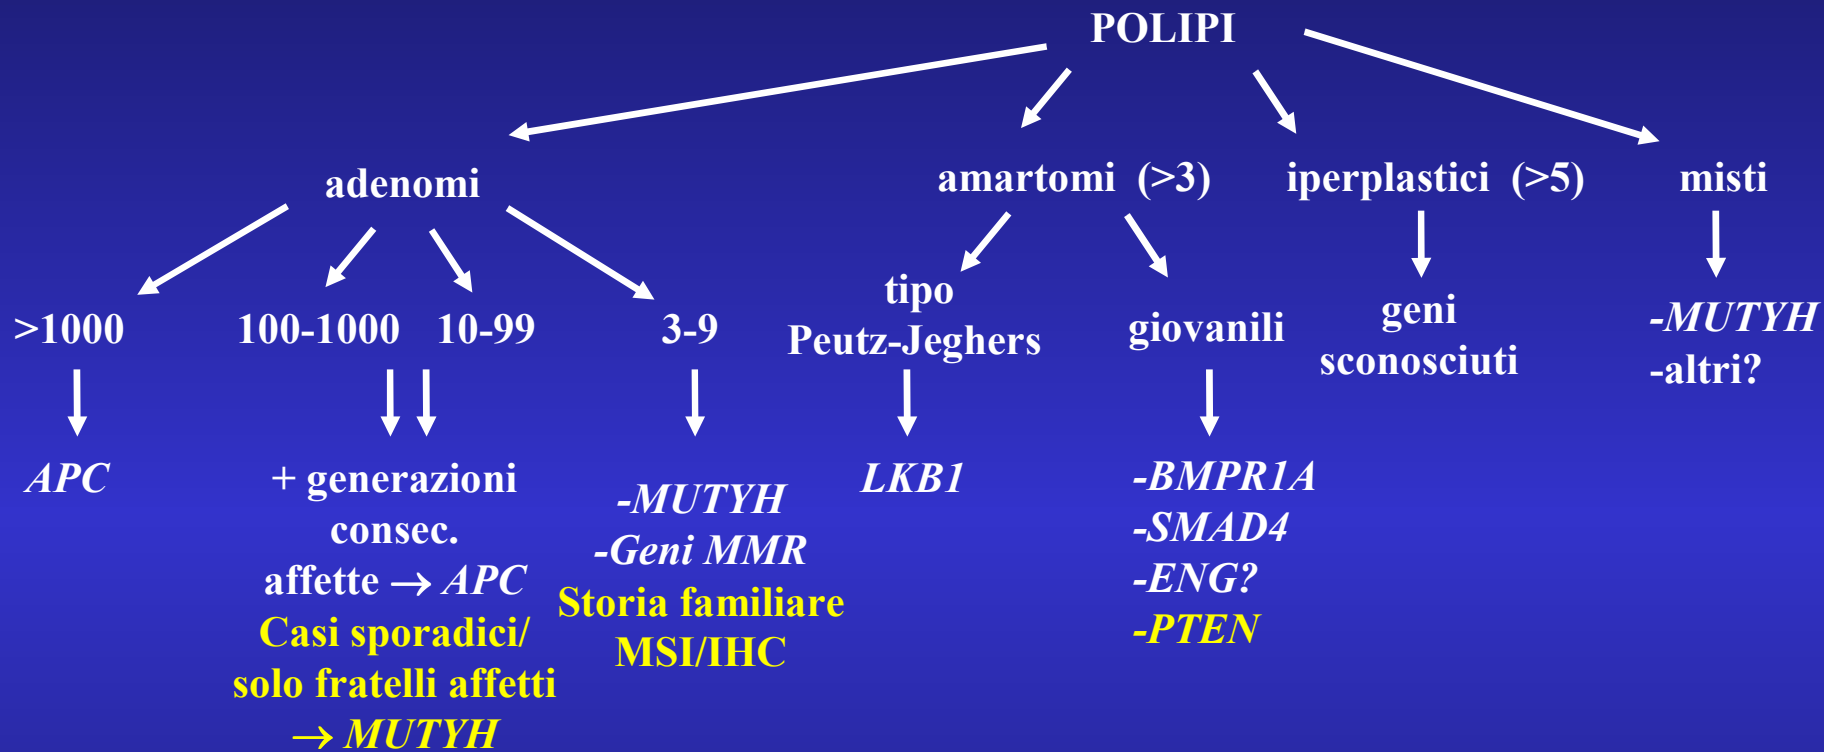 POLIPI
adenomi
amartomi (>3)
iperplastici (>5)
misti
>1000
100-1000
10-99
3-9
tipo
Peutz-Jeghers
giovanili
geni
sconosciuti
-MUTYH
-altri?
APC
+ generazioni
consec.
affette → APC
Casi sporadici/
solo fratelli affetti
→ MUTYH
-MUTYH
-Geni MMR
Storia familiare
MSI/IHC
LKB1
-BMPR1A
-SMAD4
-ENG?
-PTEN